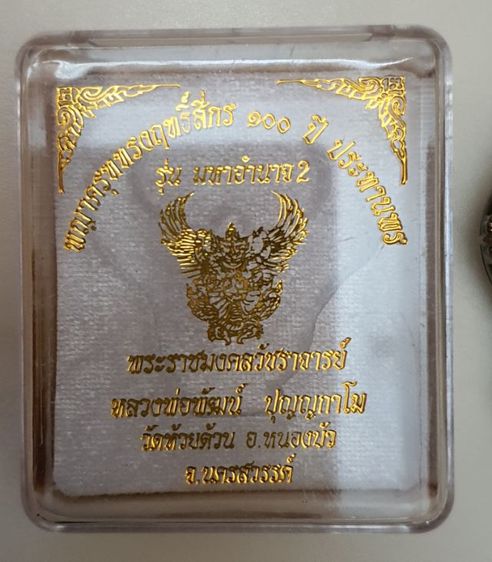 พญาครุฑทรงฤทธิ์สี่กร ๑๐๐ ปี ประทานพร
รุ่น มหาอำนาจ 2
พระราชมงคลวัชราจารย์
หลวงพ่อพัฒน์ ปุญฺญกาโม
วัดห้วยด้วน อ.หนองบัว
จ.นครสวรรค์